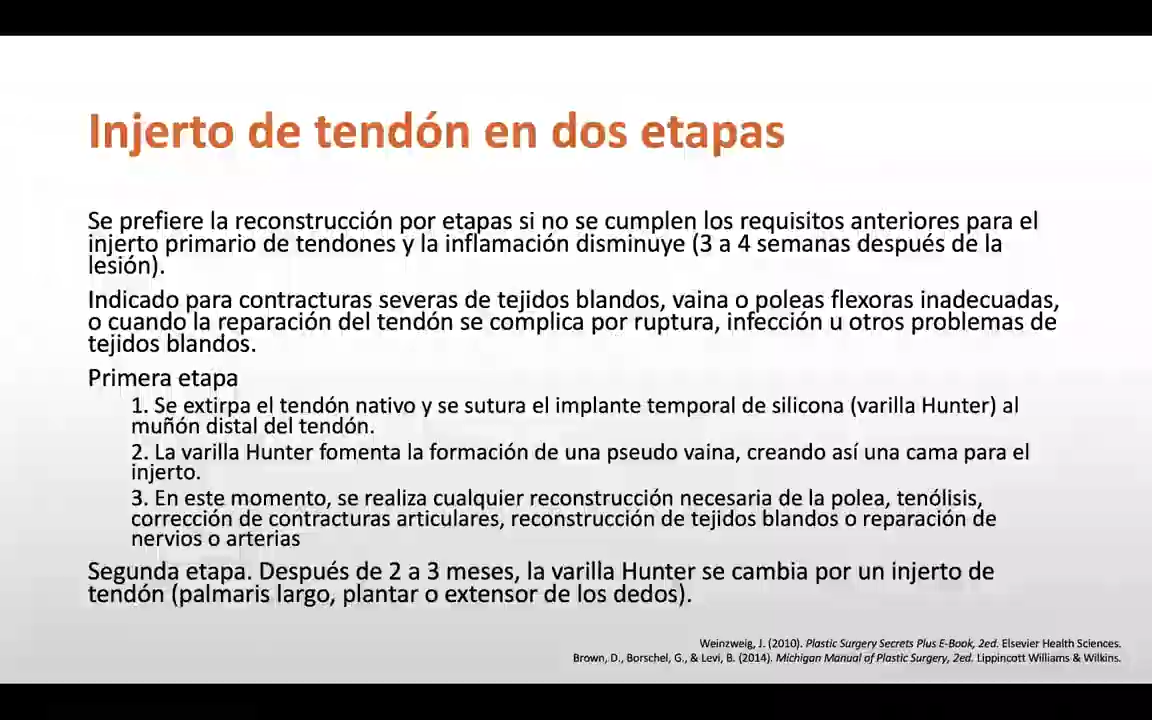 Injerto de tendón en dos etapas
Se prefiere la reconstrucción por etapas si no se cumplen los requisitos anteriores para el
injerto primario de tendones y la inflamación disminuye (3 a 4 semanas después de la
lesión).
Indicado para contracturas severas de tejidos blandos, vaina o poleas flexoras inadecuadas,
o cuando la reparación del tendón se complica por ruptura, infección u otros problemas de
tejidos blandos.
Primera etapa
1. Se extirpa el tendón nativo y se sutura el implante temporal de silicona (varilla Hunter) al
muñón distal del tendón.
2. La varilla Hunter fomenta la formación de una pseudo vaina, creando así una cama para el
injerto.
3. En este momento, se realiza cualquier reconstrucción necesaria de la polea, tenólisis,
corrección de contracturas articulares, reconstrucción de tejidos blandos o reparación de
nervios o arterias
Segunda etapa. Después de 2 a 3 meses, la varilla Hunter se cambia por un injerto de
tendón (palmaris largo, plantar o extensor de los dedos).
Weinzweig, J. (2010). Plastic Surgery Secrets Plus E-Book, 2ed. Elsevier Health Sciences.
Brown, D., Borschel, G., & Levi, B. (2014). Michigan Manual of Plastic Surgery, 2ed. Lippincott Williams & Wilkins.